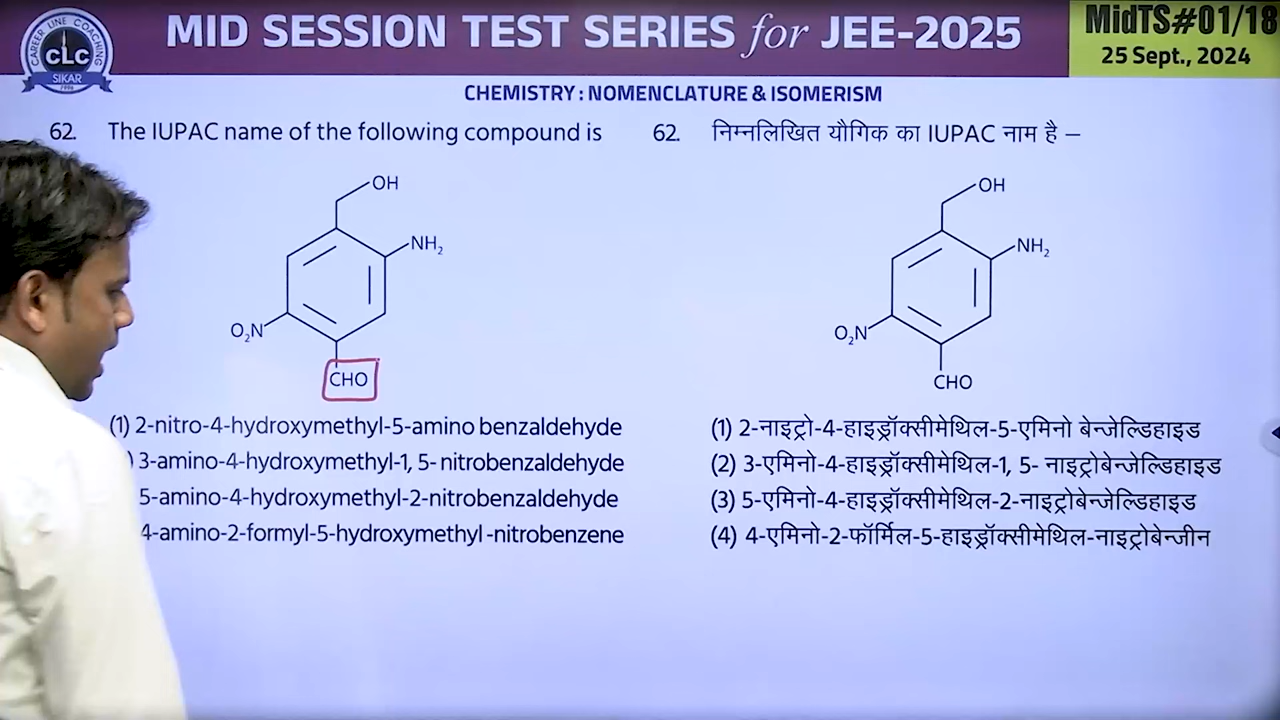 CAREER LINE COACHING
CLC
SIKAR
1996
MID SESSION TEST SERIES for JEE-2025
MidTS#01/18
25 Sept., 2024
CHEMISTRY : NOMENCLATURE & ISOMERISM
62. The IUPAC name of the following compound is
OH
NH₂
O₂N
CHO
(1) 2-nitro-4-hydroxymethyl-5-amino benzaldehyde
) 3-amino-4-hydroxymethyl-1, 5- nitrobenzaldehyde
5-amino-4-hydroxymethyl-2-nitrobenzaldehyde
4-amino-2-formyl-5-hydroxymethyl -nitrobenzene
62. निम्नलिखित यौगिक का IUPAC नाम है –
OH
NH₂
O₂N
CHO
(1) 2-नाइट्रो-4-हाइड्रॉक्सीमेथिल-5-एमिनो बेन्जेल्डिहाइड
(2) 3-एमिनो-4-हाइड्रॉक्सीमेथिल-1, 5- नाइट्रोबेन्जेल्डिहाइड
(3) 5-एमिनो-4-हाइड्रॉक्सीमेथिल-2-नाइट्रोबेन्जेल्डिहाइड
(4) 4-एमिनो-2-फॉर्मिल-5-हाइड्रॉक्सीमेथिल-नाइट्रोबेन्जीन